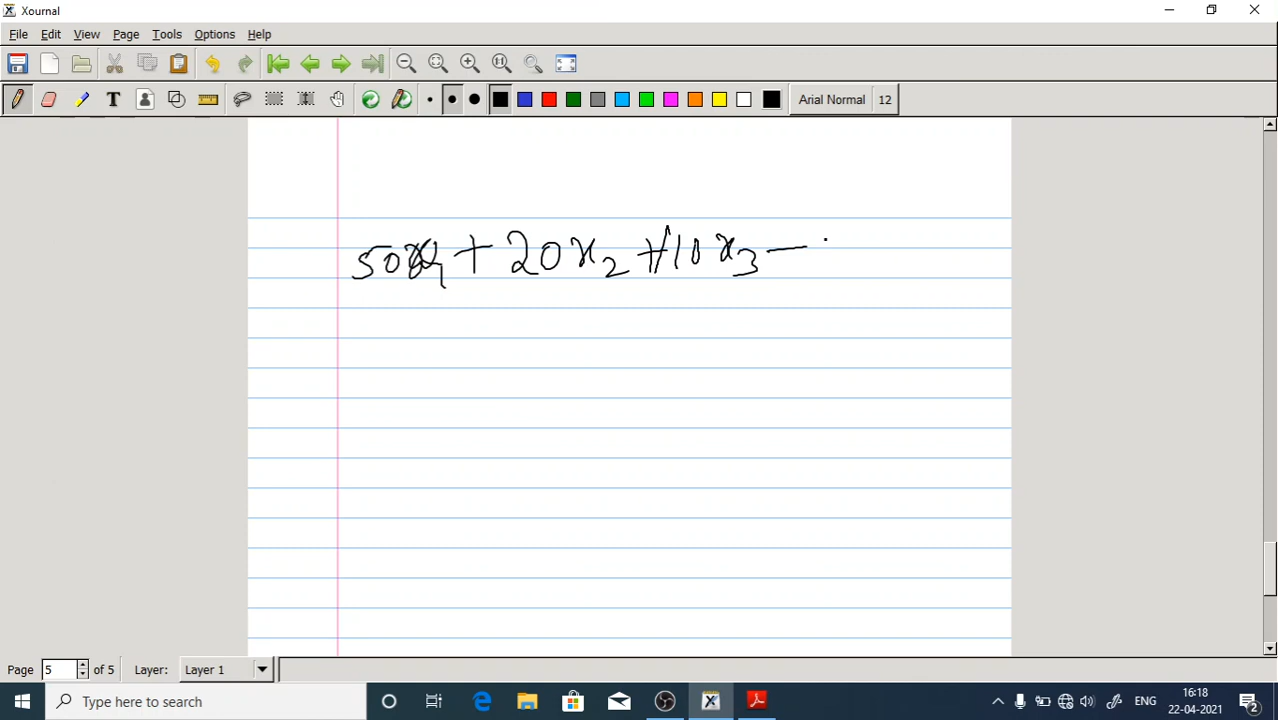 Xournal
File Edit View Page Tools Options Help
Arial Normal 12
50x₁ + 20x₂ + 10x₃ —
Page 5 of 5 Layer: Layer 1
Type here to search
ENG
16:18
22-04-2021
2